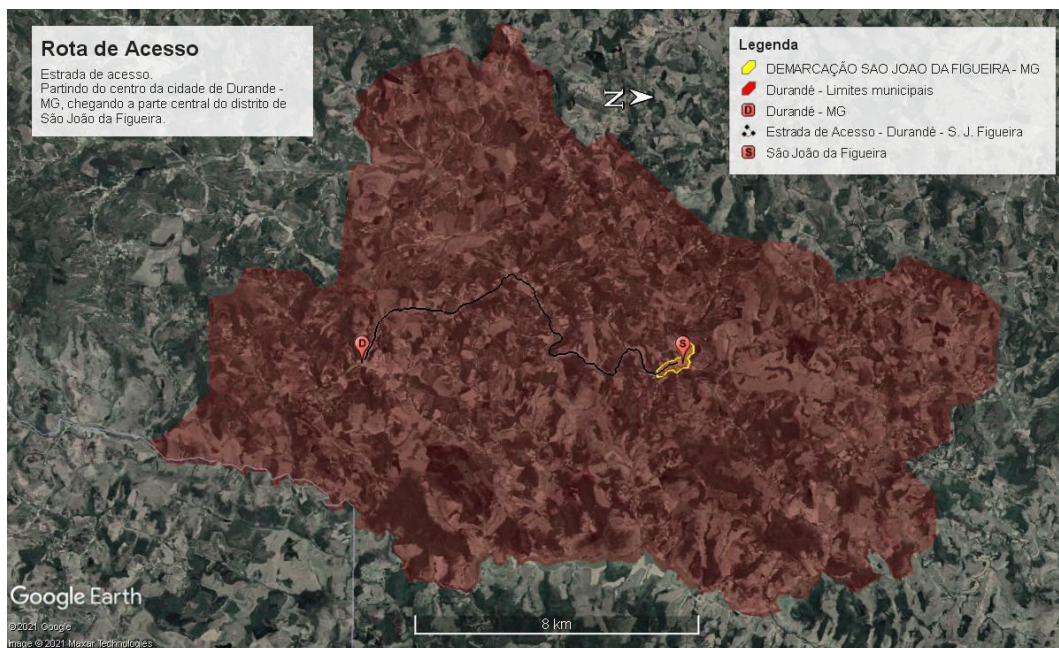 Rota de Acesso
Estrada de acesso.
Partindo do centro da cidade de Durande -
MG, chegando a parte central do distrito de
São João da Figueira.
Legenda
DEMARCAÇÃO SAO JOAO DA FIGUEIRA - MG
Durandé - Limites municipais
D Durandé - MG
Estrada de Acesso - Durandé - S. J. Figueira
S São João da Figueira
N
D
S
Google Earth
©2021 Google
Image © 2021 Maxar Technologies
8 km